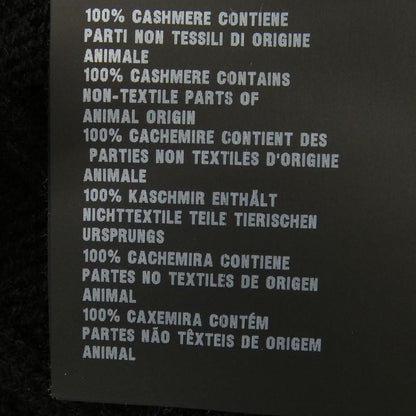 100% CASHMERE CONTIENE
PARTI NON TESSILI DI ORIGINE
ANIMALE
100% CASHMERE CONTAINS
NON-TEXTILE PARTS OF
ANIMAL ORIGIN
100% CACHEMIRE CONTIENT DES
PARTIES NON TEXTILES D'ORIGINE
ANIMALE
100% KASCHMIR ENTHÄLT
NICHTTEXTILE TEILE TIERISCHEN
URSPRUNGS
100% CACHEMIRA CONTIENE
PARTES NO TEXTILES DE ORIGEN
ANIMAL
100% CAXEMIRA CONTÉM
PARTES NÃO TÊXTEIS DE ORIGEM
ANIMAL